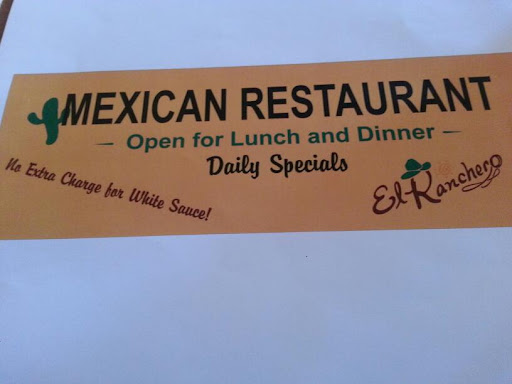 MEXICAN RESTAURANT
Open for Lunch and Dinner
Daily Specials
No Extra Charge for White Sauce!
El Ranchero